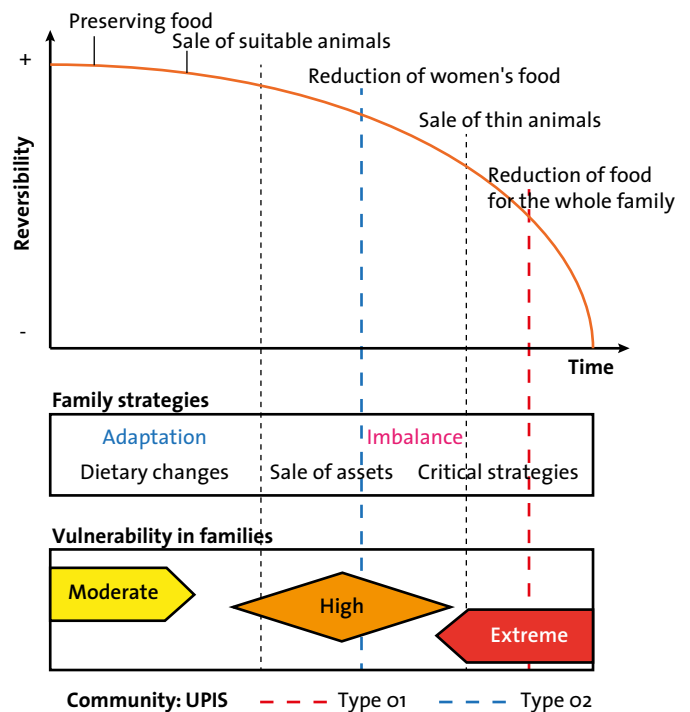 Preserving food
Sale of suitable animals
+
Reduction of women's food
Sale of thin animals
Reduction of food
for the whole family
Reversibility
-
Time
Family strategies
Adaptation
Imbalance
Dietary changes
Sale of assets
Critical strategies
Vulnerability in families
Moderate
High
Extreme
Community: UPIS
Type 01
Type 02